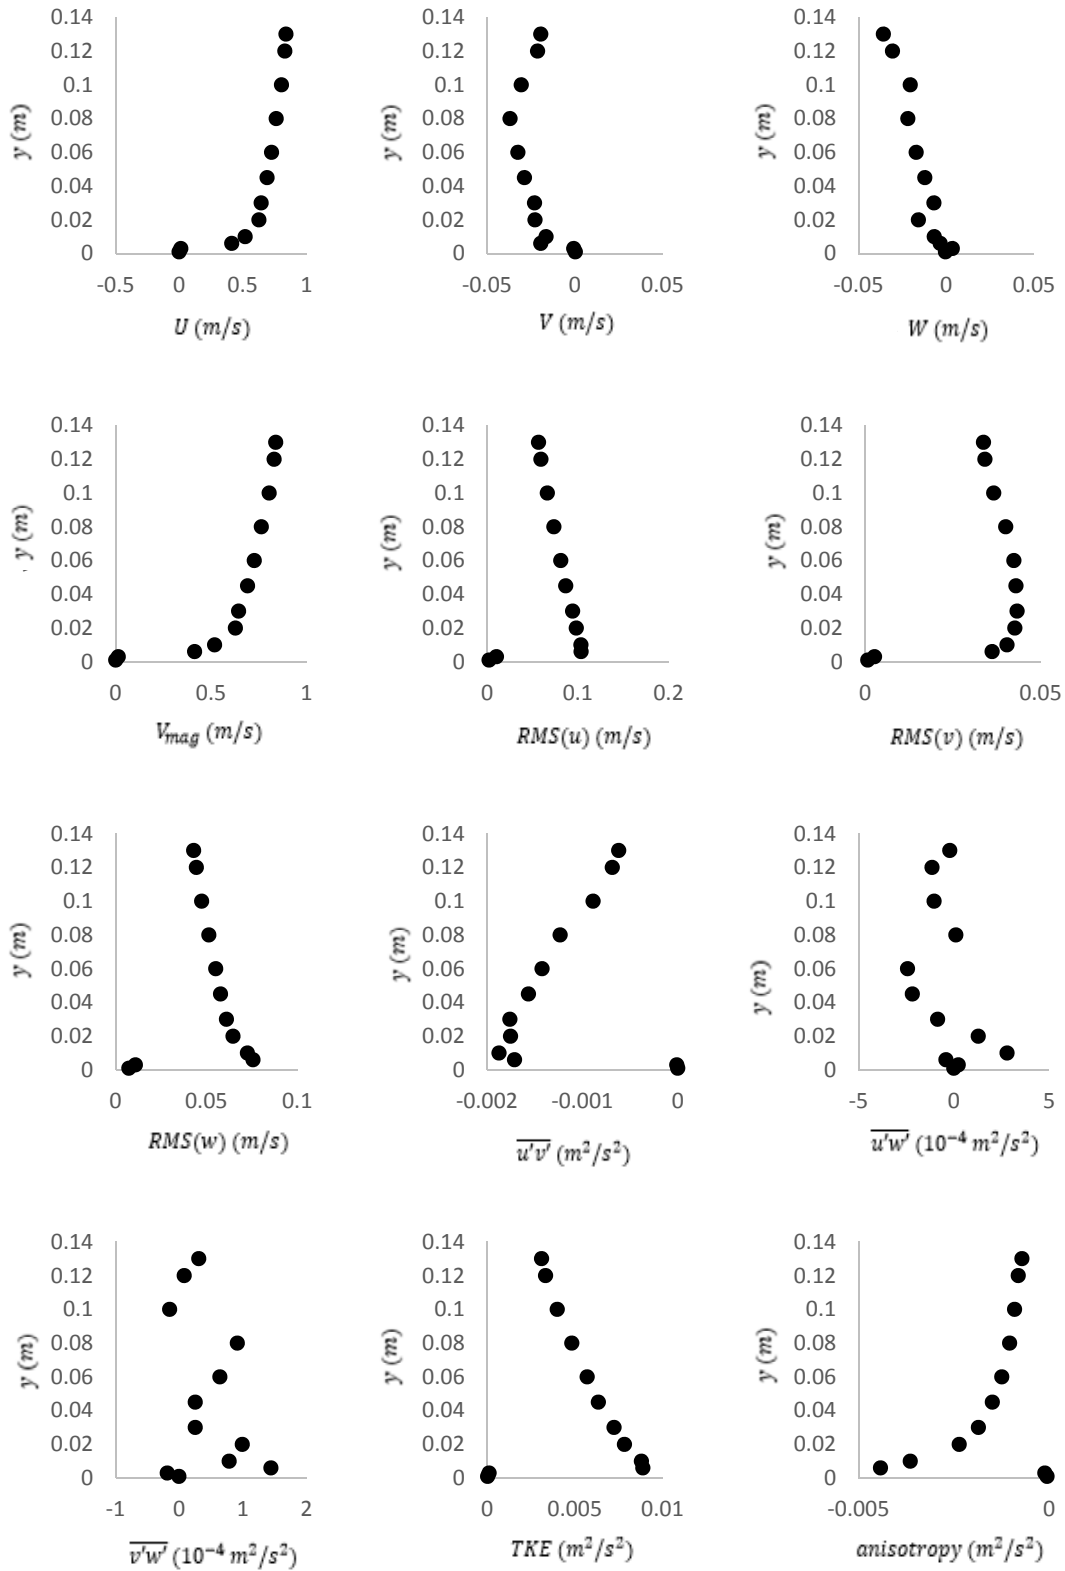 0.14 0.14 0.14
0.12 0.12 0.12
0.1 0.1 0.1
y (m) y (m) y (m)
0.08 0.08 0.08
0.06 0.06 0.06
0.04 0.04 0.04
0.02 0.02 0.02
0 0 0
-0.5 0 0.5 1 -0.05 0 0.05 -0.05 0 0.05
U (m/s) V (m/s) W (m/s)
0.14 0.14 0.14
0.12 0.12 0.12
0.1 0.1 0.1
y (m) y (m) y (m)
0.08 0.08 0.08
0.06 0.06 0.06
0.04 0.04 0.04
0.02 0.02 0.02
0 0 0
0 0.5 1 0 0.1 0.2 0 0.05
V_mag (m/s) RMS(u) (m/s) RMS(v) (m/s)
0.14 0.14 0.14
0.12 0.12 0.12
0.1 0.1 0.1
y (m) y (m) y (m)
0.08 0.08 0.08
0.06 0.06 0.06
0.04 0.04 0.04
0.02 0.02 0.02
0 0 0
0 0.05 0.1 -0.002 -0.001 0 -5 0 5
RMS(w) (m/s) u'v' (m²/s²) u'w' (10⁻⁴ m²/s²)
0.14 0.14 0.14
0.12 0.12 0.12
0.1 0.1 0.1
y (m) y (m) y (m)
0.08 0.08 0.08
0.06 0.06 0.06
0.04 0.04 0.04
0.02 0.02 0.02
0 0 0
-1 0 1 2 0 0.005 0.01 -0.005 0
v'w' (10⁻⁴ m²/s²) TKE (m²/s²) anisotropy (m²/s²)